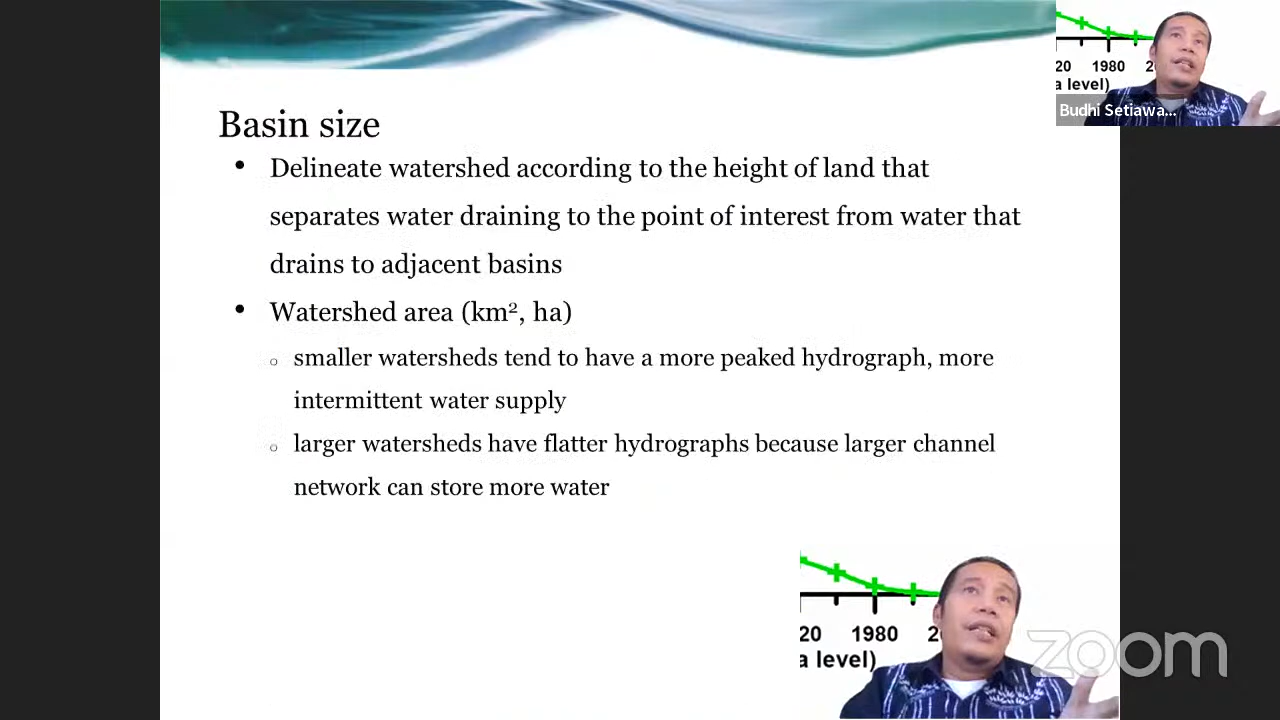 Basin size
• Delineate watershed according to the height of land that
separates water draining to the point of interest from water that
drains to adjacent basins
• Watershed area (km², ha)
○ smaller watersheds tend to have a more peaked hydrograph, more
intermittent water supply
○ larger watersheds have flatter hydrographs because larger channel
network can store more water
20 1980 2
a level)
Budhi Setiawa...
20 1980 2
a level)
zoom